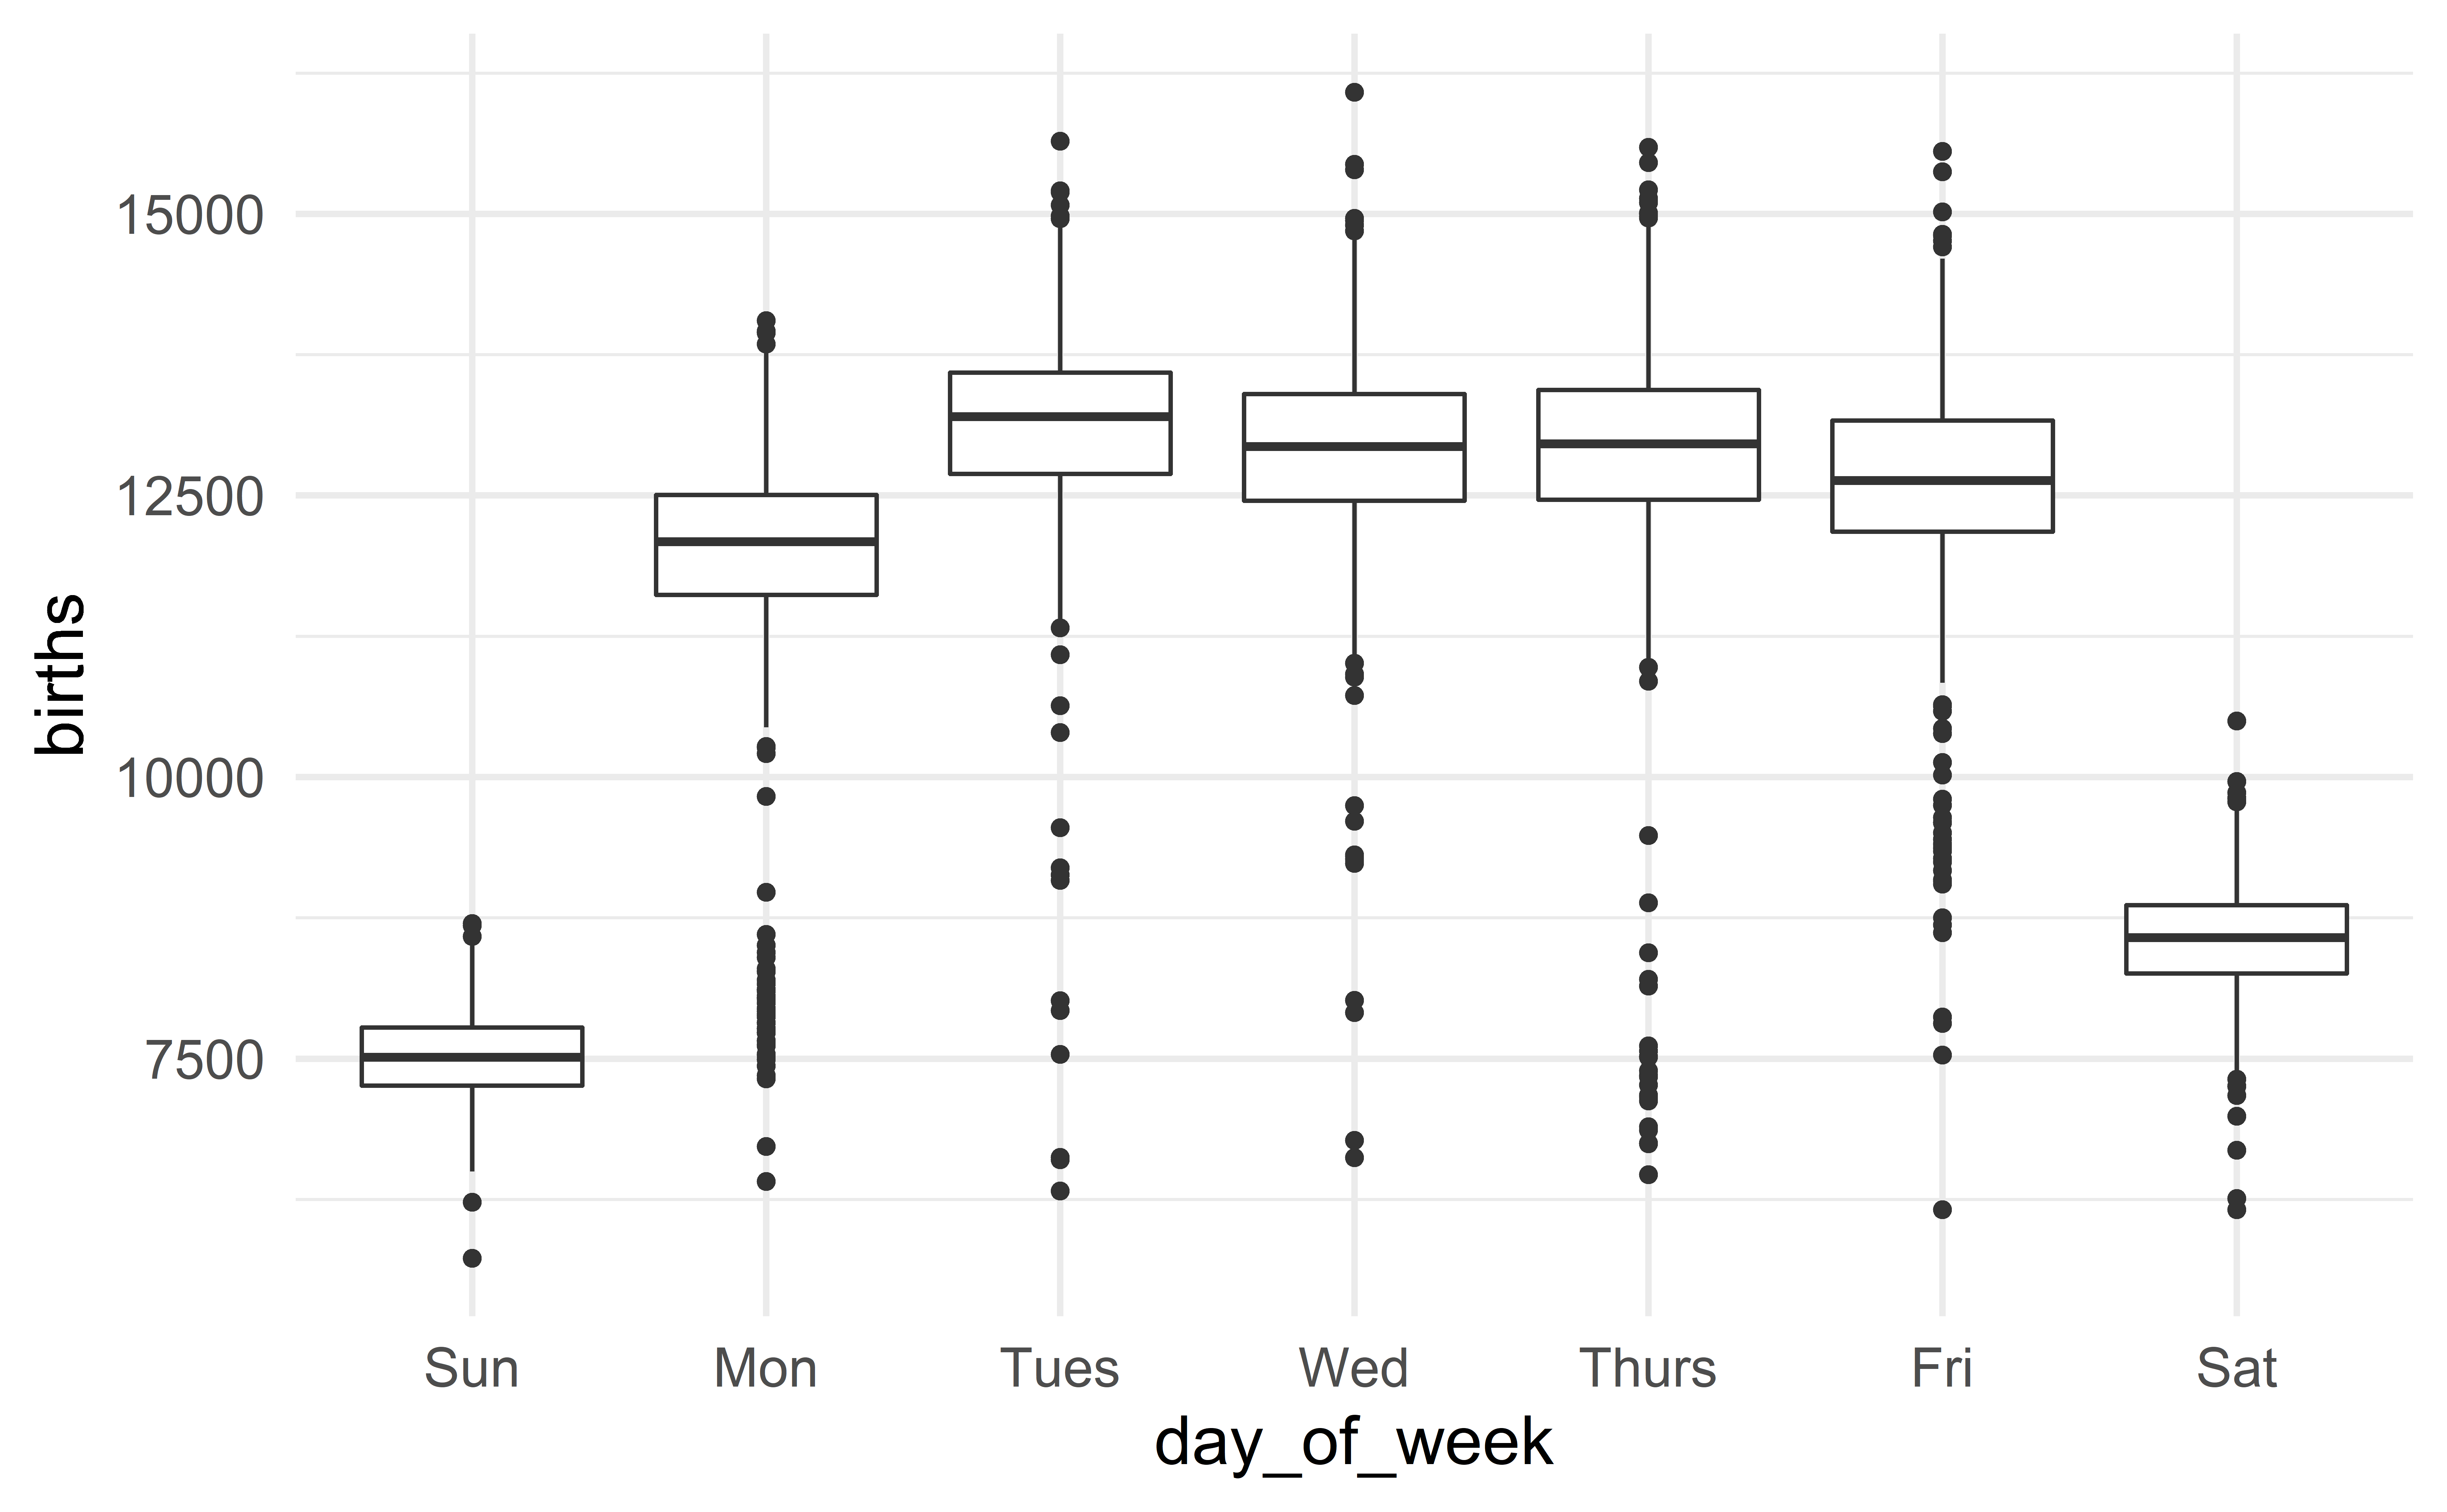 births
15000
12500
10000
7500
Sun Mon Tues Wed Thurs Fri Sat
day_of_week